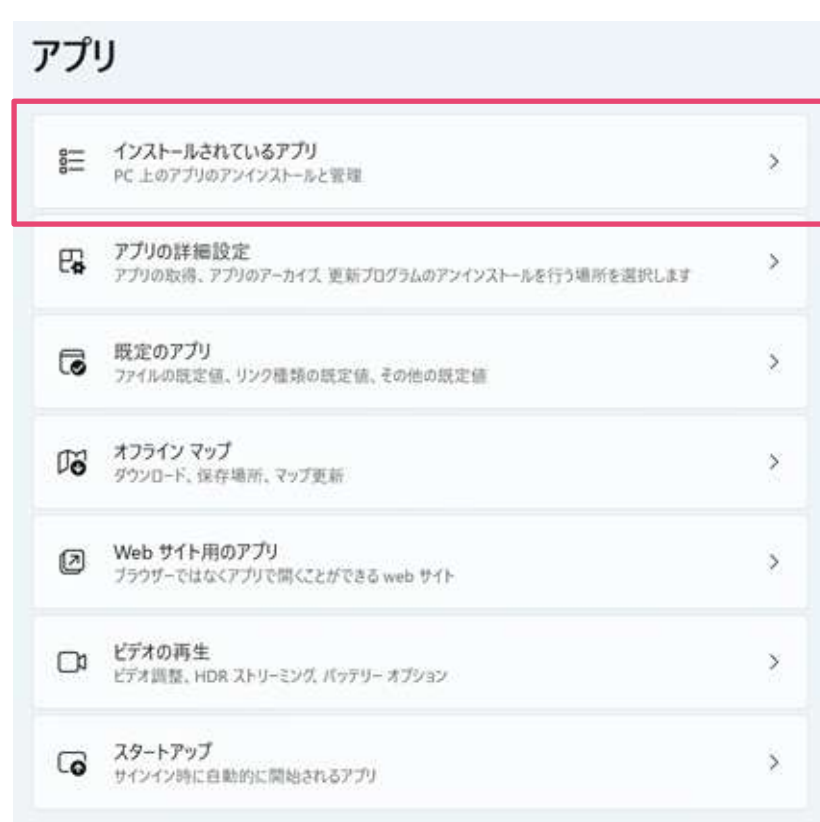 アプリ
インストールされているアプリ
PC 上のアプリのアンインストールと管理
アプリの詳細設定
アプリの取得、アプリのアーカイブ、更新プログラムのアンインストールを行う場所を選択します
既定のアプリ
ファイルの既定値、リンク種類の既定値、その他の既定値
オフライン マップ
ダウンロード、保存場所、マップ更新
Web サイト用のアプリ
ブラウザーではなくアプリで開くことができる web サイト
ビデオの再生
ビデオ調整、HDR ストリーミング、バッテリー オプション
スタートアップ
サインイン時に自動的に開始されるアプリ